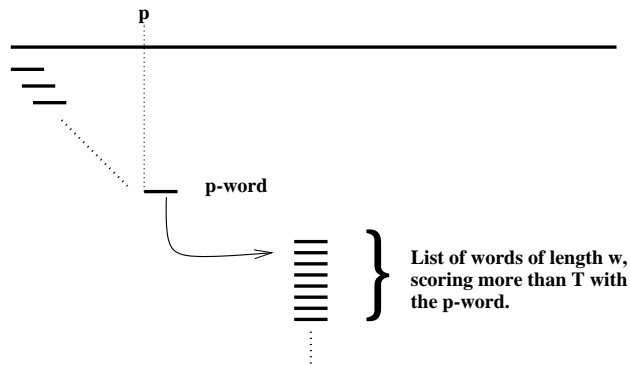 p
p-word
List of words of length w,
scoring more than T with
the p-word.